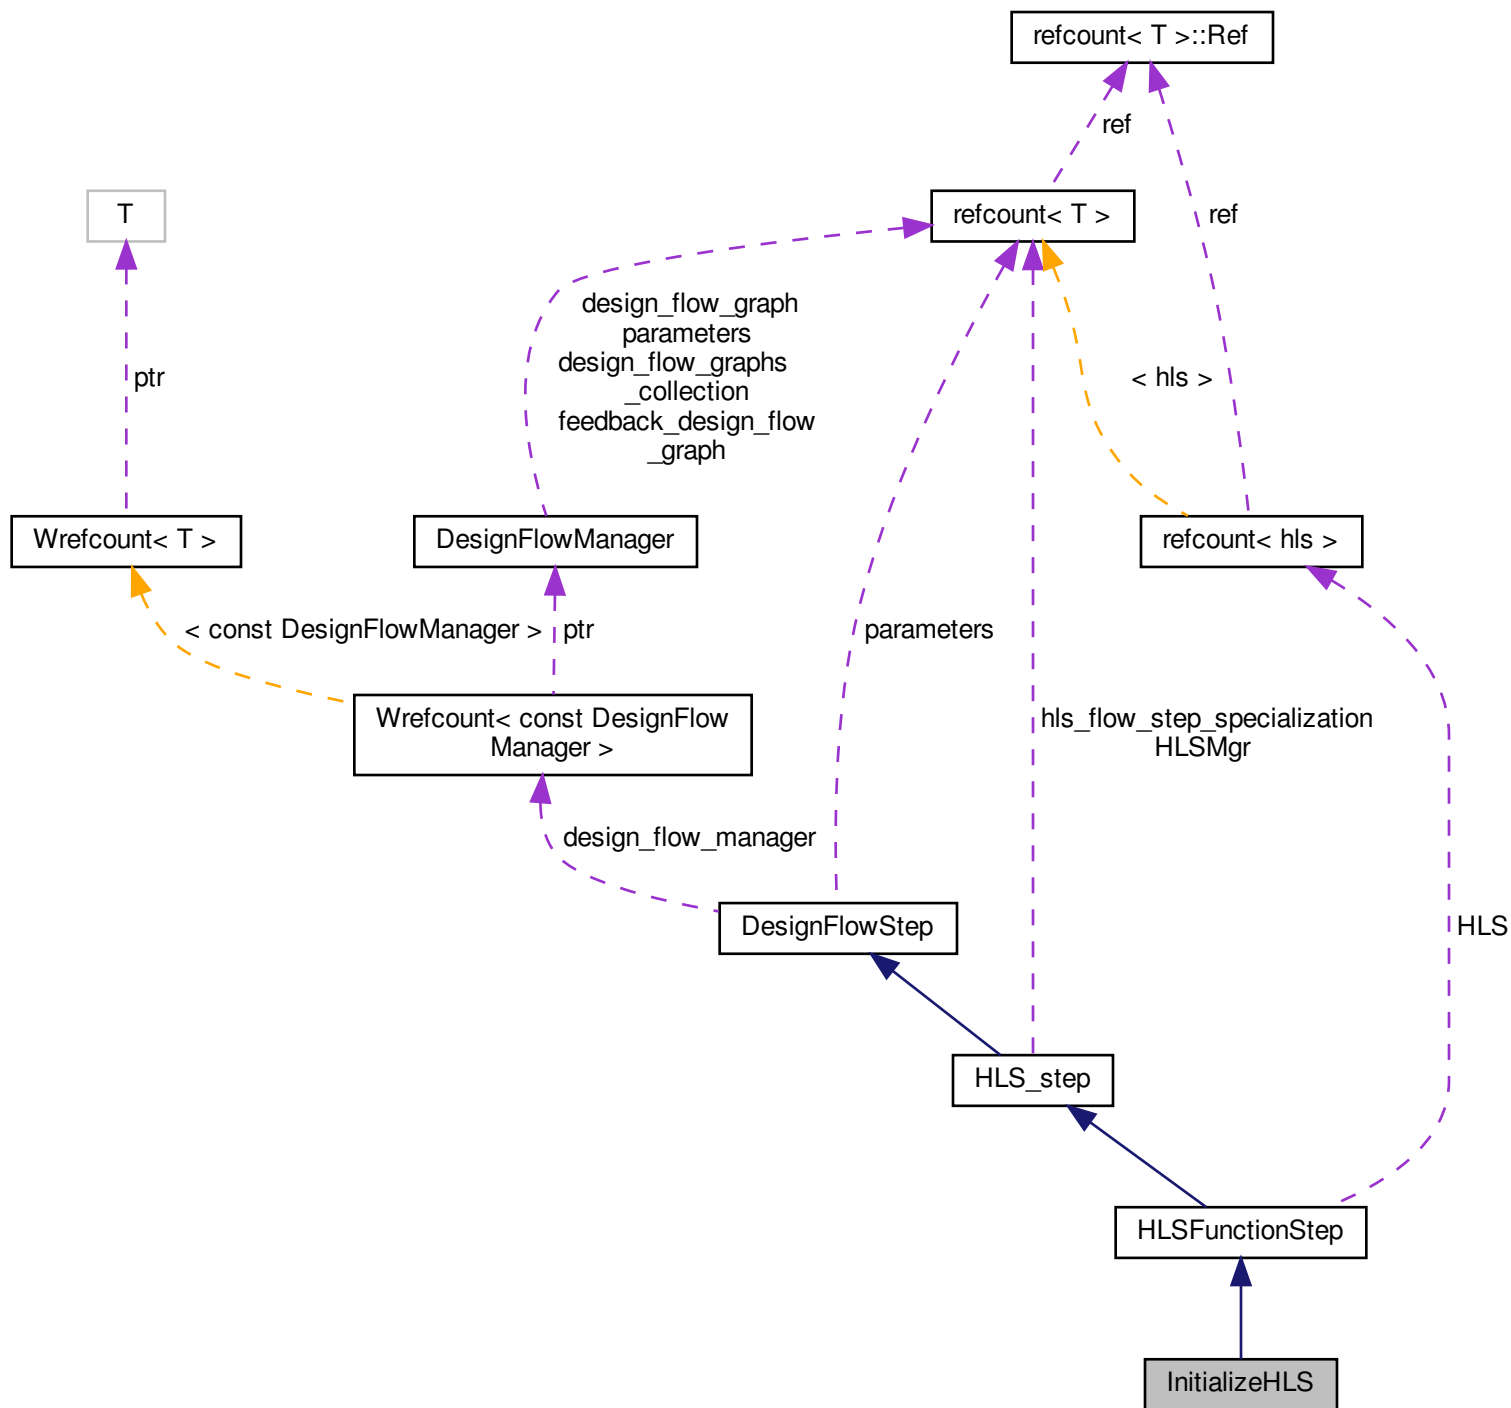 refcount< T >::Ref
ref
T
refcount< T >
ref
design_flow_graph
parameters
design_flow_graphs
_collection
feedback_design_flow
_graph
ptr
< hls >
Wrefcount< T >
DesignFlowManager
refcount< hls >
< const DesignFlowManager >
ptr
parameters
Wrefcount< const DesignFlow
Manager >
hls_flow_step_specialization
HLSMgr
design_flow_manager
DesignFlowStep
HLS
HLS_step
HLSFunctionStep
InitializeHLS